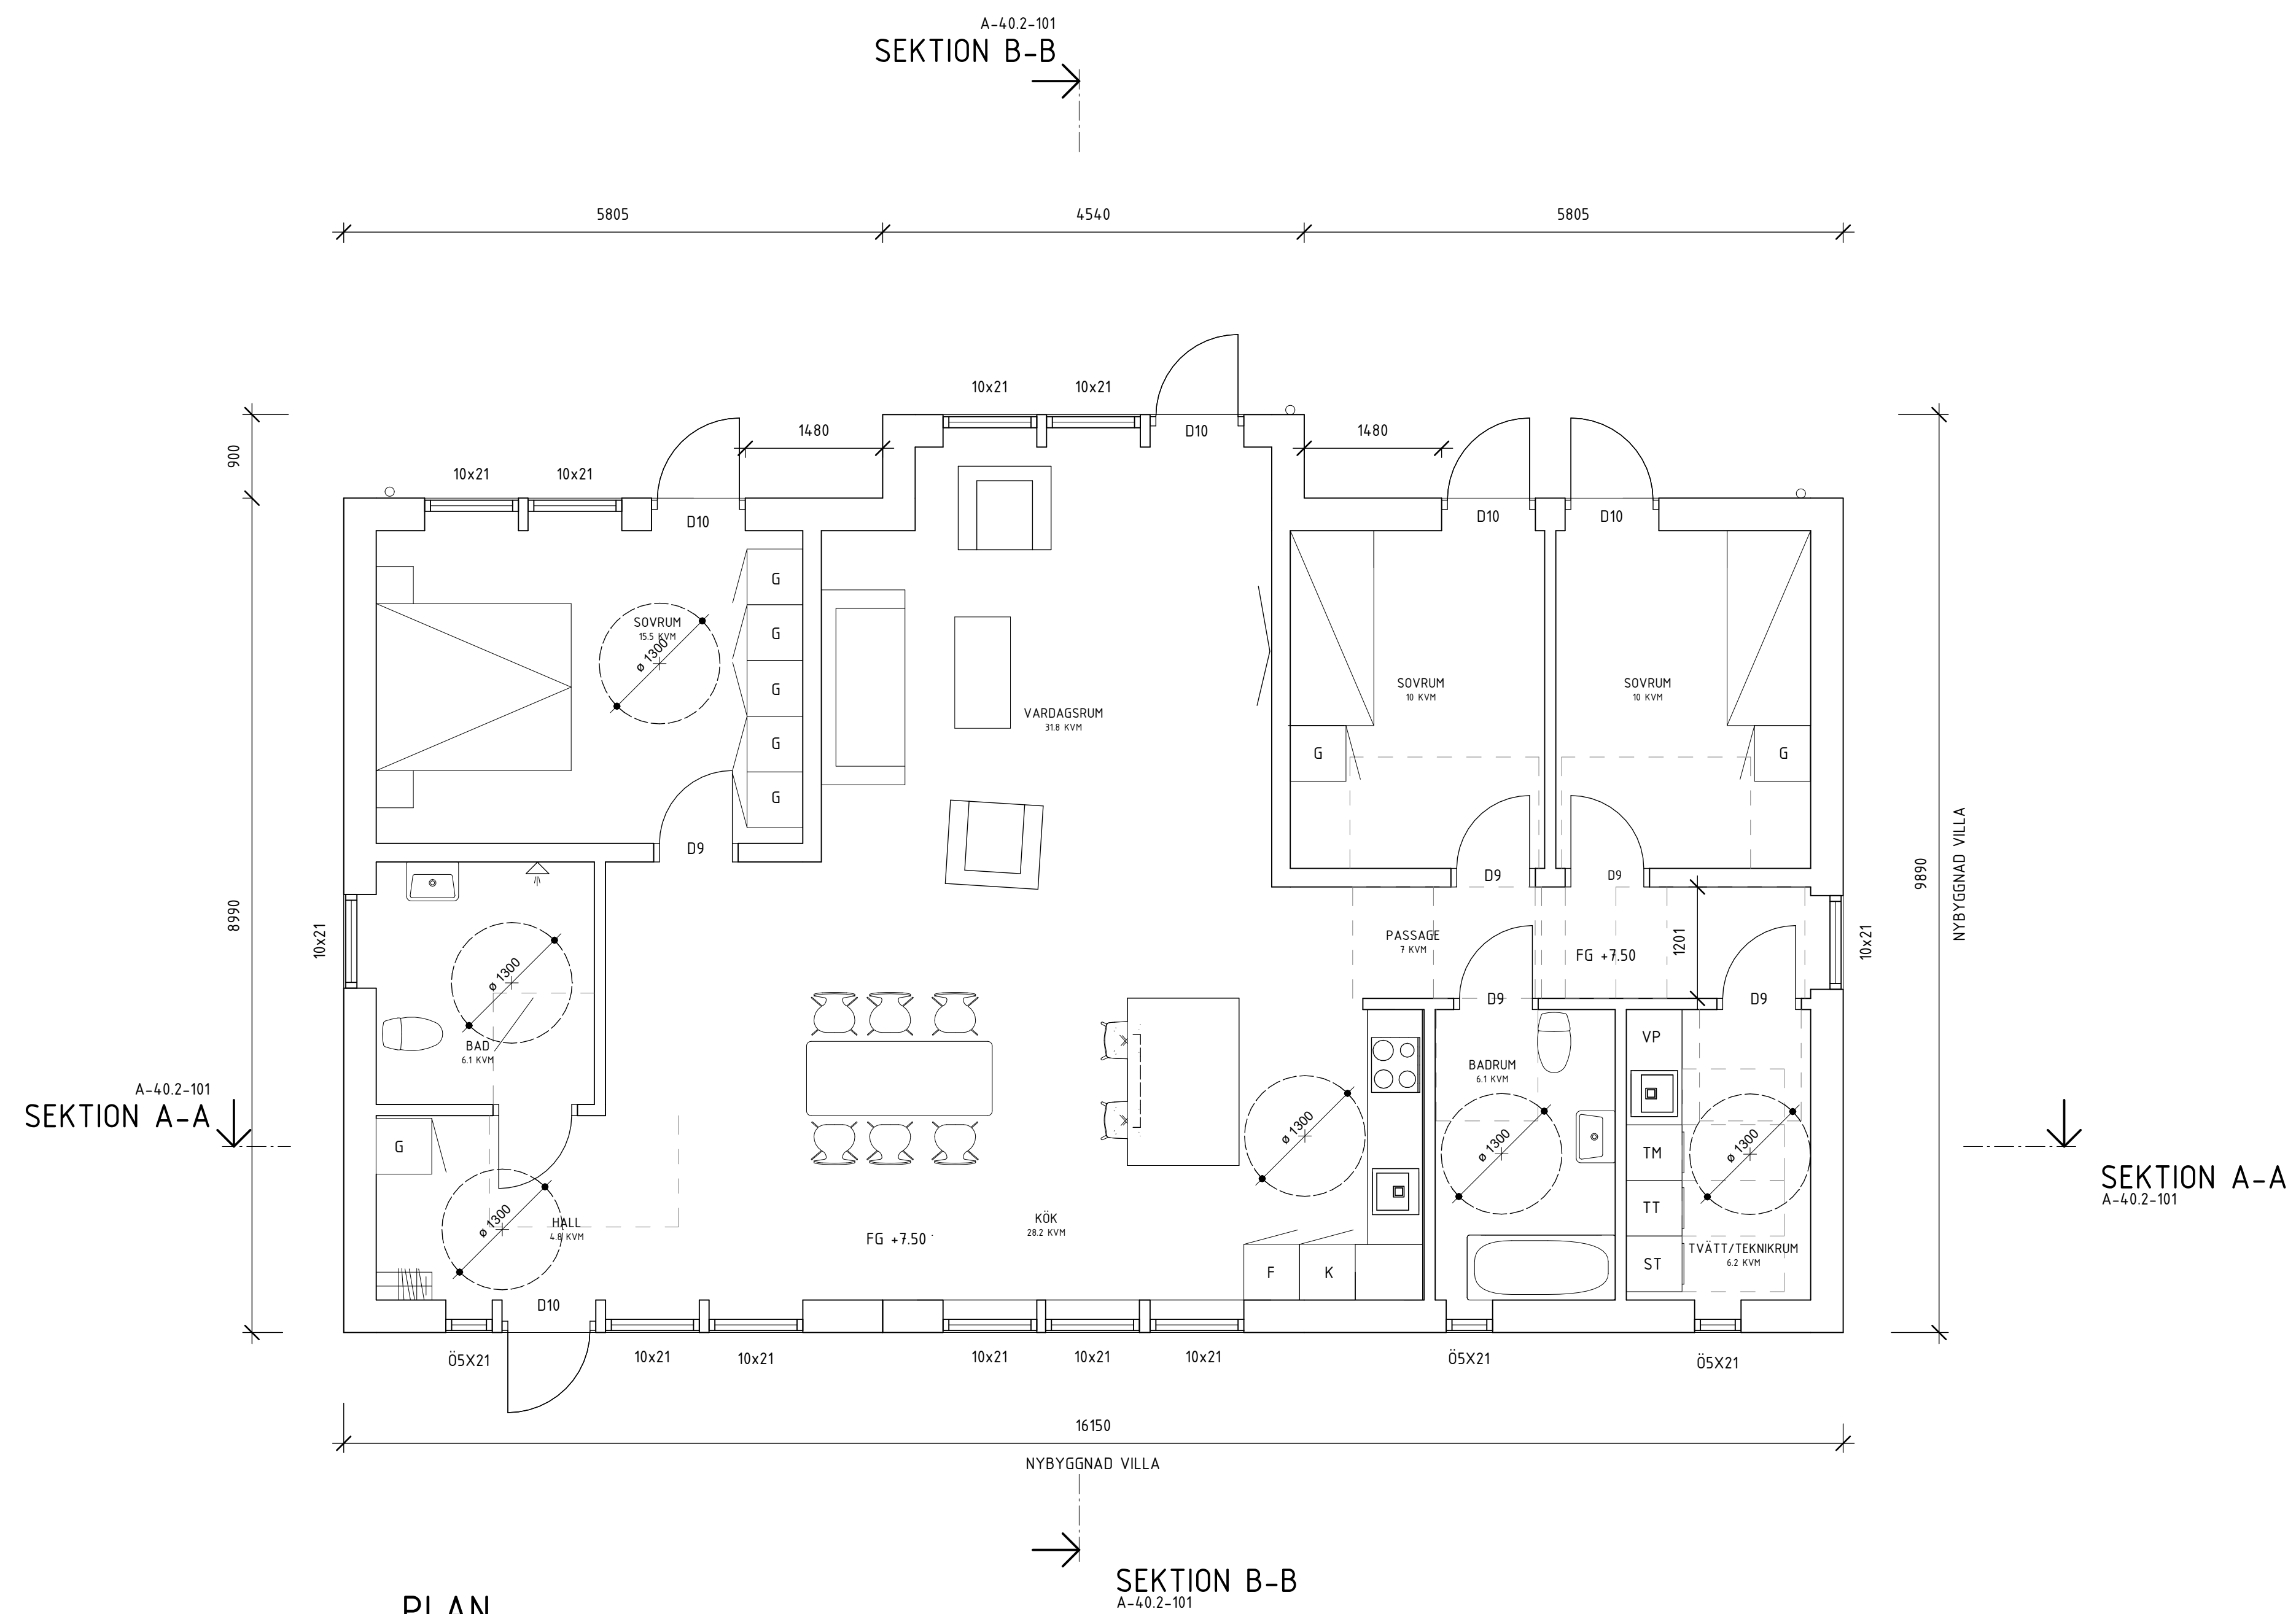 A-40.2-101
SEKTION B-B
5805
4540
5805
10x21
10x21
D10
1480
1480
900
10x21
10x21
D10
D10
D10
G
SOVRUM
15.5 KVM
ø 1300
G
G
G
G
VARDAGSRUM
31.8 KVM
SOVRUM
10 KVM
SOVRUM
10 KVM
G
G
D9
D9
D9
8990
9890
NYBYGGNAD VILLA
10x21
10x21
ø 1300
BAD
6.1 KVM
PASSAGE
7 KVM
FG +7.50
1201
D9
D9
VP
BADRUM
6.1 KVM
A-40.2-101
SEKTION A-A
G
ø 1300
ø 1300
ø 1300
TM
SEKTION A-A
A-40.2-101
ø 1300
HALL
4.8 KVM
KÖK
28.2 KVM
FG +7.50
TT
TVÄTT/TEKNIKRUM
6.2 KVM
F
K
ST
D10
Ö5X21
10x21
10x21
10x21
10x21
10x21
Ö5X21
Ö5X21
16150
NYBYGGNAD VILLA
SEKTION B-B
A-40.2-101
PLAN